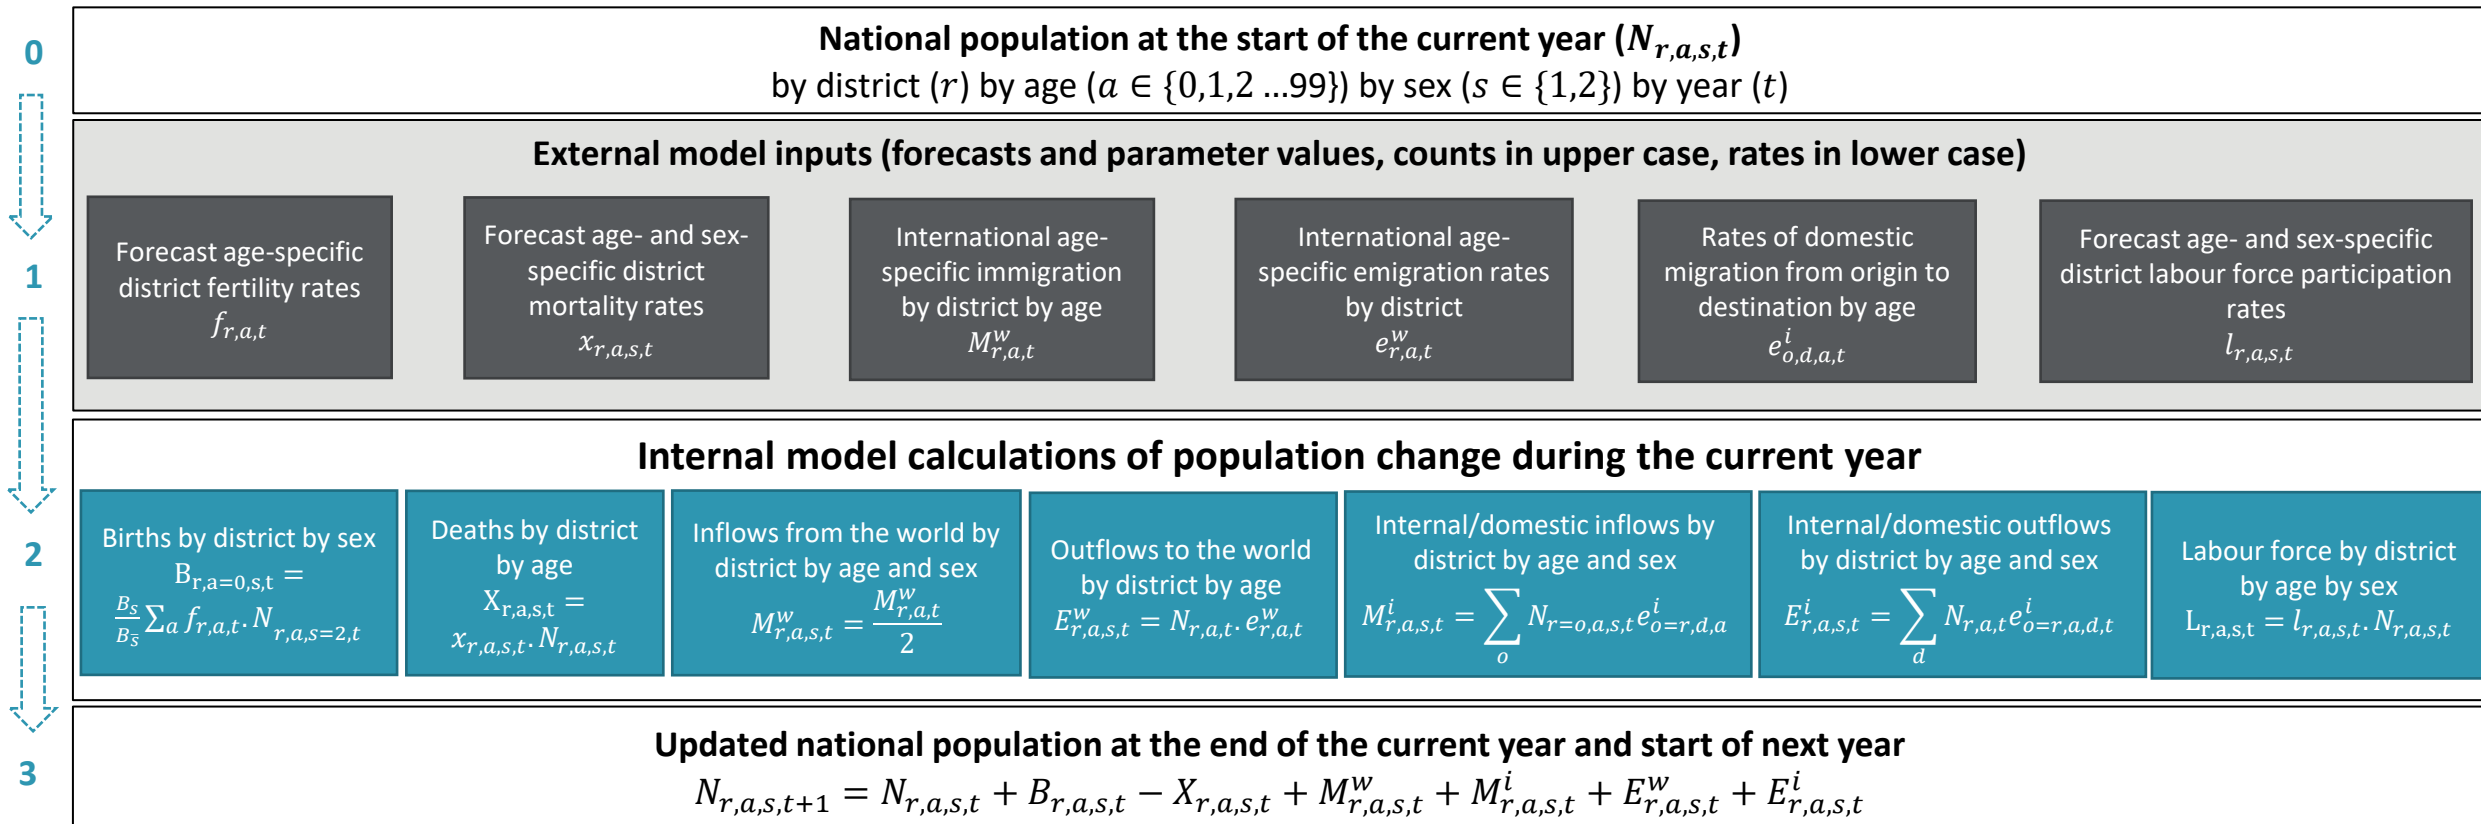 0
National population at the start of the current year (N_{r,a,s,t})
by district (r) by age (a ∈ {0,1,2 …99}) by sex (s ∈ {1,2}) by year (t)
External model inputs (forecasts and parameter values, counts in upper case, rates in lower case)
1
Forecast age-specific
district fertility rates
f_{r,a,t}
Forecast age- and sex-
specific district
mortality rates
x_{r,a,s,t}
International age-
specific immigration
by district by age
M^w_{r,a,t}
International age-
specific emigration rates
by district
e^w_{r,a,t}
Rates of domestic
migration from origin to
destination by age
e^i_{o,d,a,t}
Forecast age- and sex-specific
district labour force participation
rates
l_{r,a,s,t}
Internal model calculations of population change during the current year
2
Births by district by sex
B_{r,a=0,s,t} =
\frac{B_s}{B_{\bar{s}}} ∑_a f_{r,a,t}. N_{r,a,s=2,t}
Deaths by district
by age
X_{r,a,s,t} =
x_{r,a,s,t}. N_{r,a,s,t}
Inflows from the world by
district by age and sex
M^w_{r,a,s,t} = \frac{M^w_{r,a,t}}{2}
Outflows to the world
by district by age
E^w_{r,a,s,t} = N_{r,a,t}. e^w_{r,a,t}
Internal/domestic inflows by
district by age and sex
M^i_{r,a,s,t} = ∑_o N_{r=o,a,s,t} e^i_{o=r,d,a}
Internal/domestic outflows
by district by age and sex
E^i_{r,a,s,t} = ∑_d N_{r,a,t} e^i_{o=r,a,d,t}
Labour force by district
by age by sex
L_{r,a,s,t} = l_{r,a,s,t}. N_{r,a,s,t}
3
Updated national population at the end of the current year and start of next year
N_{r,a,s,t+1} = N_{r,a,s,t} + B_{r,a,s,t} − X_{r,a,s,t} + M^w_{r,a,s,t} + M^i_{r,a,s,t} + E^w_{r,a,s,t} + E^i_{r,a,s,t}